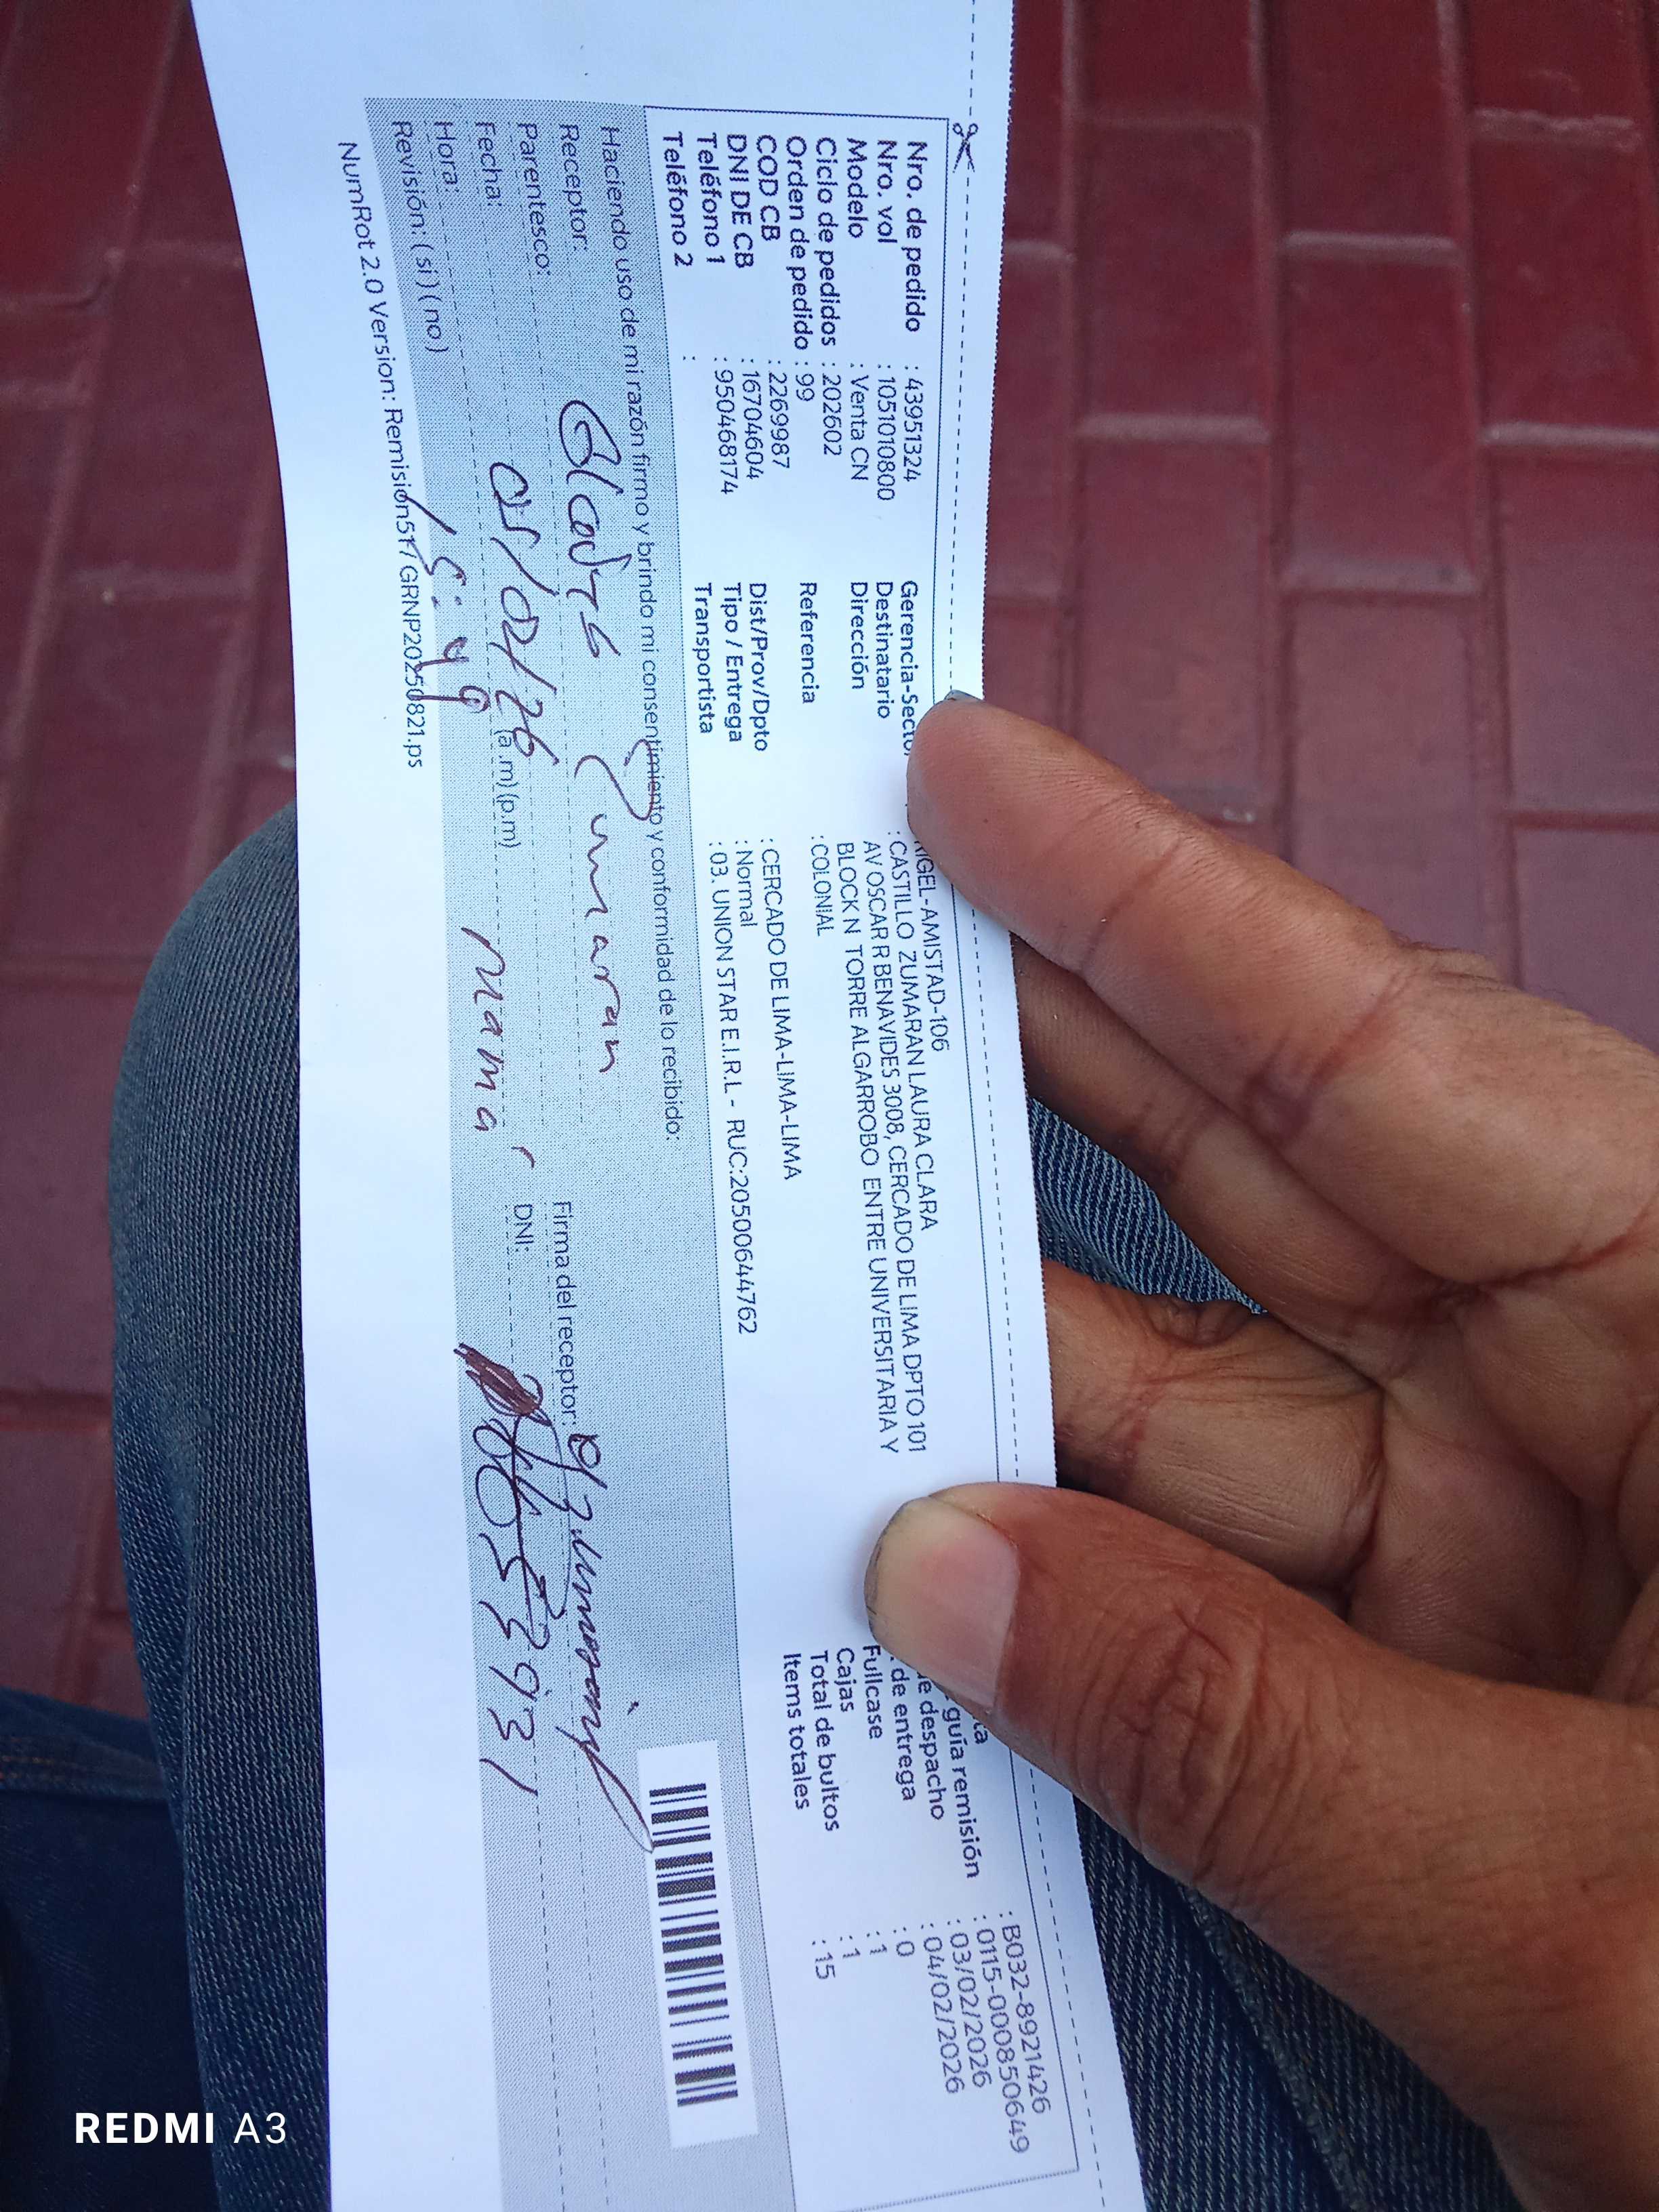 Nro. de pedido : 43951324
Nro. vol : 1051010800
Modelo : Venta CN
Ciclo de pedidos : 202602
Orden de pedido : 99
COD CB : 2269987
DNI DE CB : 16704604
Teléfono 1 : 950468174
Teléfono 2 :
Gerencia-Secto
IGEL-AMISTAD-106
Destinatario : CASTILLO ZUMARAN LAURA CLARA
Dirección AV OSCAR R BENAVIDES 3008, CERCADO DE LIMA DPTO 101
BLOCK N TORRE ALGARROBO ENTRE UNIVERSITARIA Y
Referencia : COLONIAL
Dist/Prov/Dpto : CERCADO DE LIMA-LIMA-LIMA
Tipo / Entrega : Normal
Transportista : 03. UNION STAR E.I.R.L - RUC:20500644762
ta : B032-8921426
guía remisión : 0115-000850649
de despacho : 03/02/2026
de entrega : 04/02/2026
Fullcase : 0
Cajas : 1
Total de bultos : 1
Items totales : 15
Haciendo uso de mi razón firmo y brindo mi consentimiento y conformidad de lo recibido:
Receptor: Zumaran
Firma del receptor:
Parentesco: mama
DNI:
Fecha: 05/02/26
Hora: 15:49 (a.m) (p.m)
Revisión: ( si ) ( no )
NumRot 2.0 Version: Remisión511 GRNP20250821.ps
REDMI A3